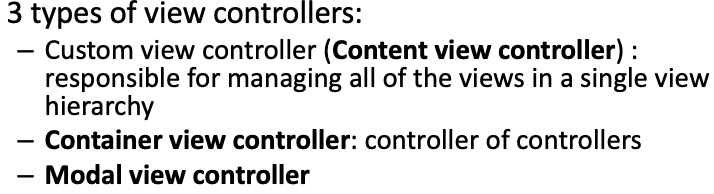 3 types of view controllers:
– Custom view controller (Content view controller) :
responsible for managing all of the views in a single view
hierarchy
– Container view controller: controller of controllers
– Modal view controller